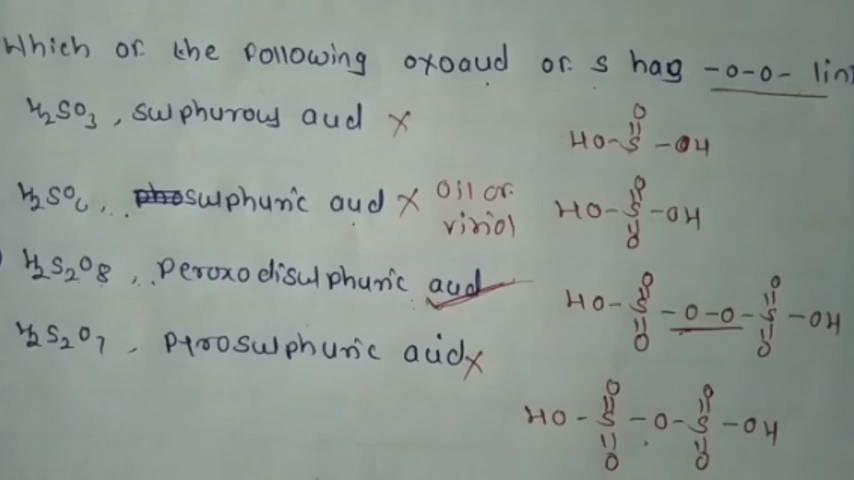 Which of the following oxoacid of s has -o-o- lin
H2SO3, sulphurous acid X
HO-S-OH
O
H2SO4, sulphuric acid X oil of
viriol
HO-S-OH
O
O
H2S2O8, peroxodisulphuric acid
HO-S-O-O-S-OH
O O
O O
H2S2O7, pyrosulphuric acid X
HO-S-O-S-OH
O O
O O